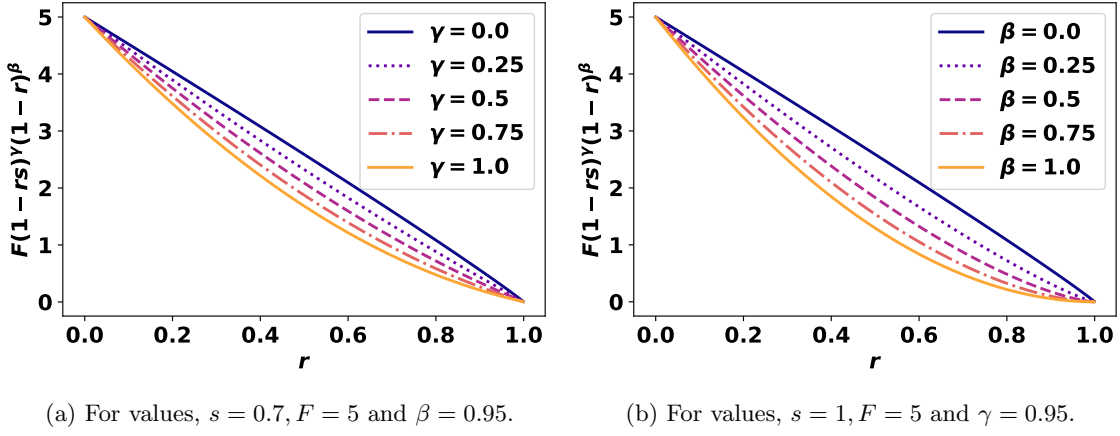 F(1 − rs)^γ(1 − r)^β
5
4
3
2
1
0
0.0 0.2 0.4 0.6 0.8 1.0
r
γ = 0.0
γ = 0.25
γ = 0.5
γ = 0.75
γ = 1.0
(a) For values, s = 0.7, F = 5 and β = 0.95.
F(1 − rs)^γ(1 − r)^β
5
4
3
2
1
0
0.0 0.2 0.4 0.6 0.8 1.0
r
β = 0.0
β = 0.25
β = 0.5
β = 0.75
β = 1.0
(b) For values, s = 1, F = 5 and γ = 0.95.